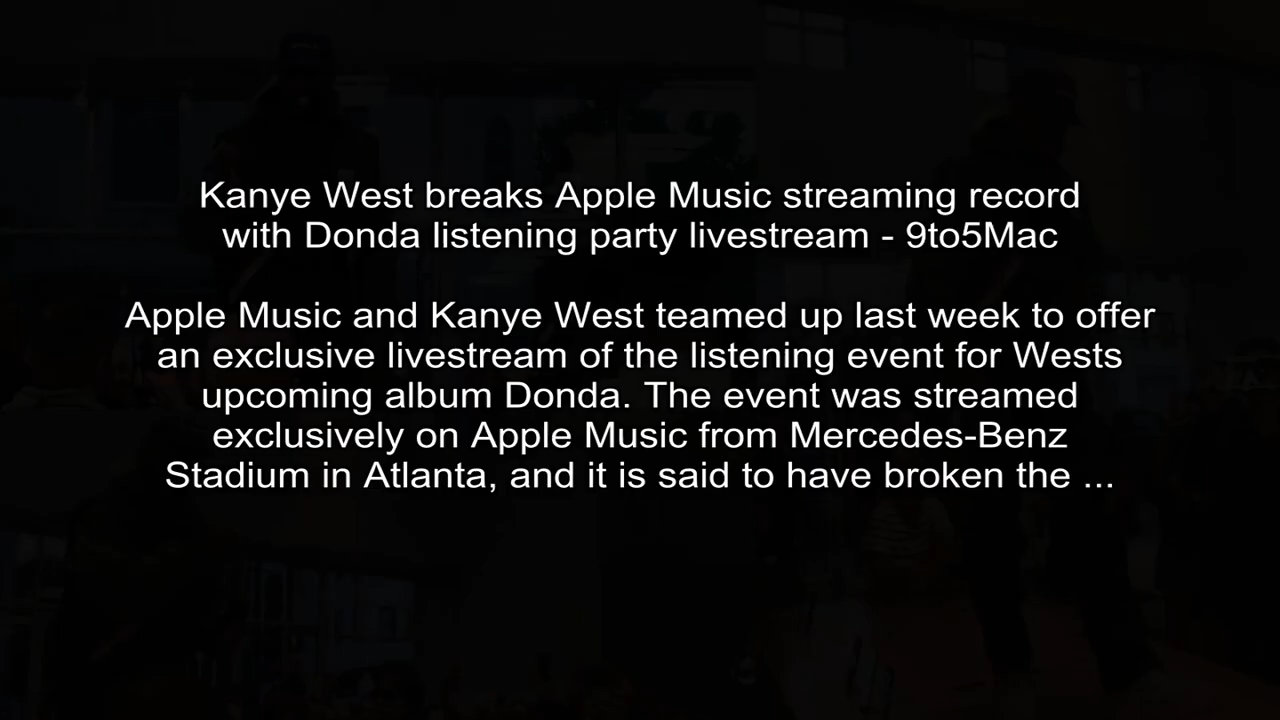 Kanye West breaks Apple Music streaming record
with Donda listening party livestream - 9to5Mac
Apple Music and Kanye West teamed up last week to offer
an exclusive livestream of the listening event for Wests
upcoming album Donda. The event was streamed
exclusively on Apple Music from Mercedes-Benz
Stadium in Atlanta, and it is said to have broken the ...